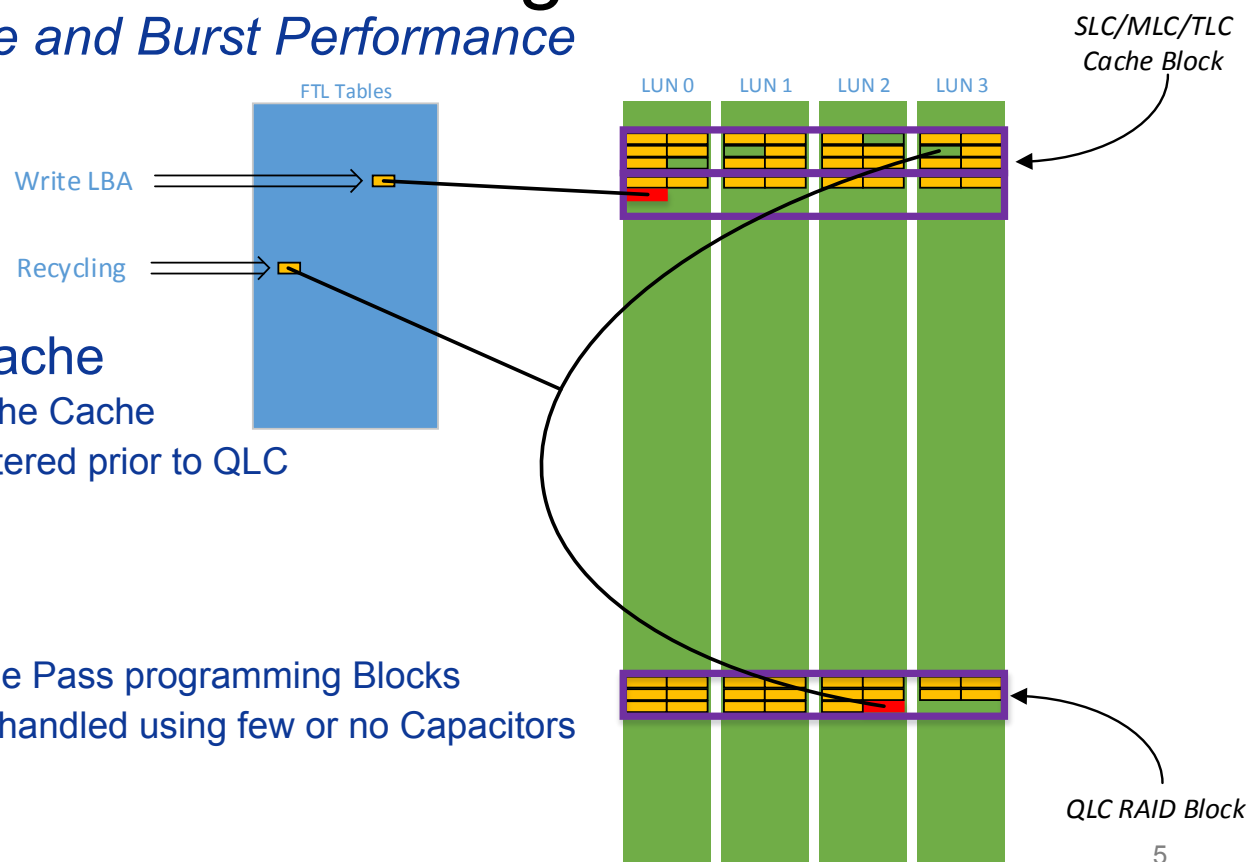 e and Burst Performance
SLC/MLC/TLC
Cache Block
FTL Tables
LUN 0 LUN 1 LUN 2 LUN 3
Write LBA
Recycling
ache
he Cache
tered prior to QLC
e Pass programming Blocks
handled using few or no Capacitors
QLC RAID Block
5